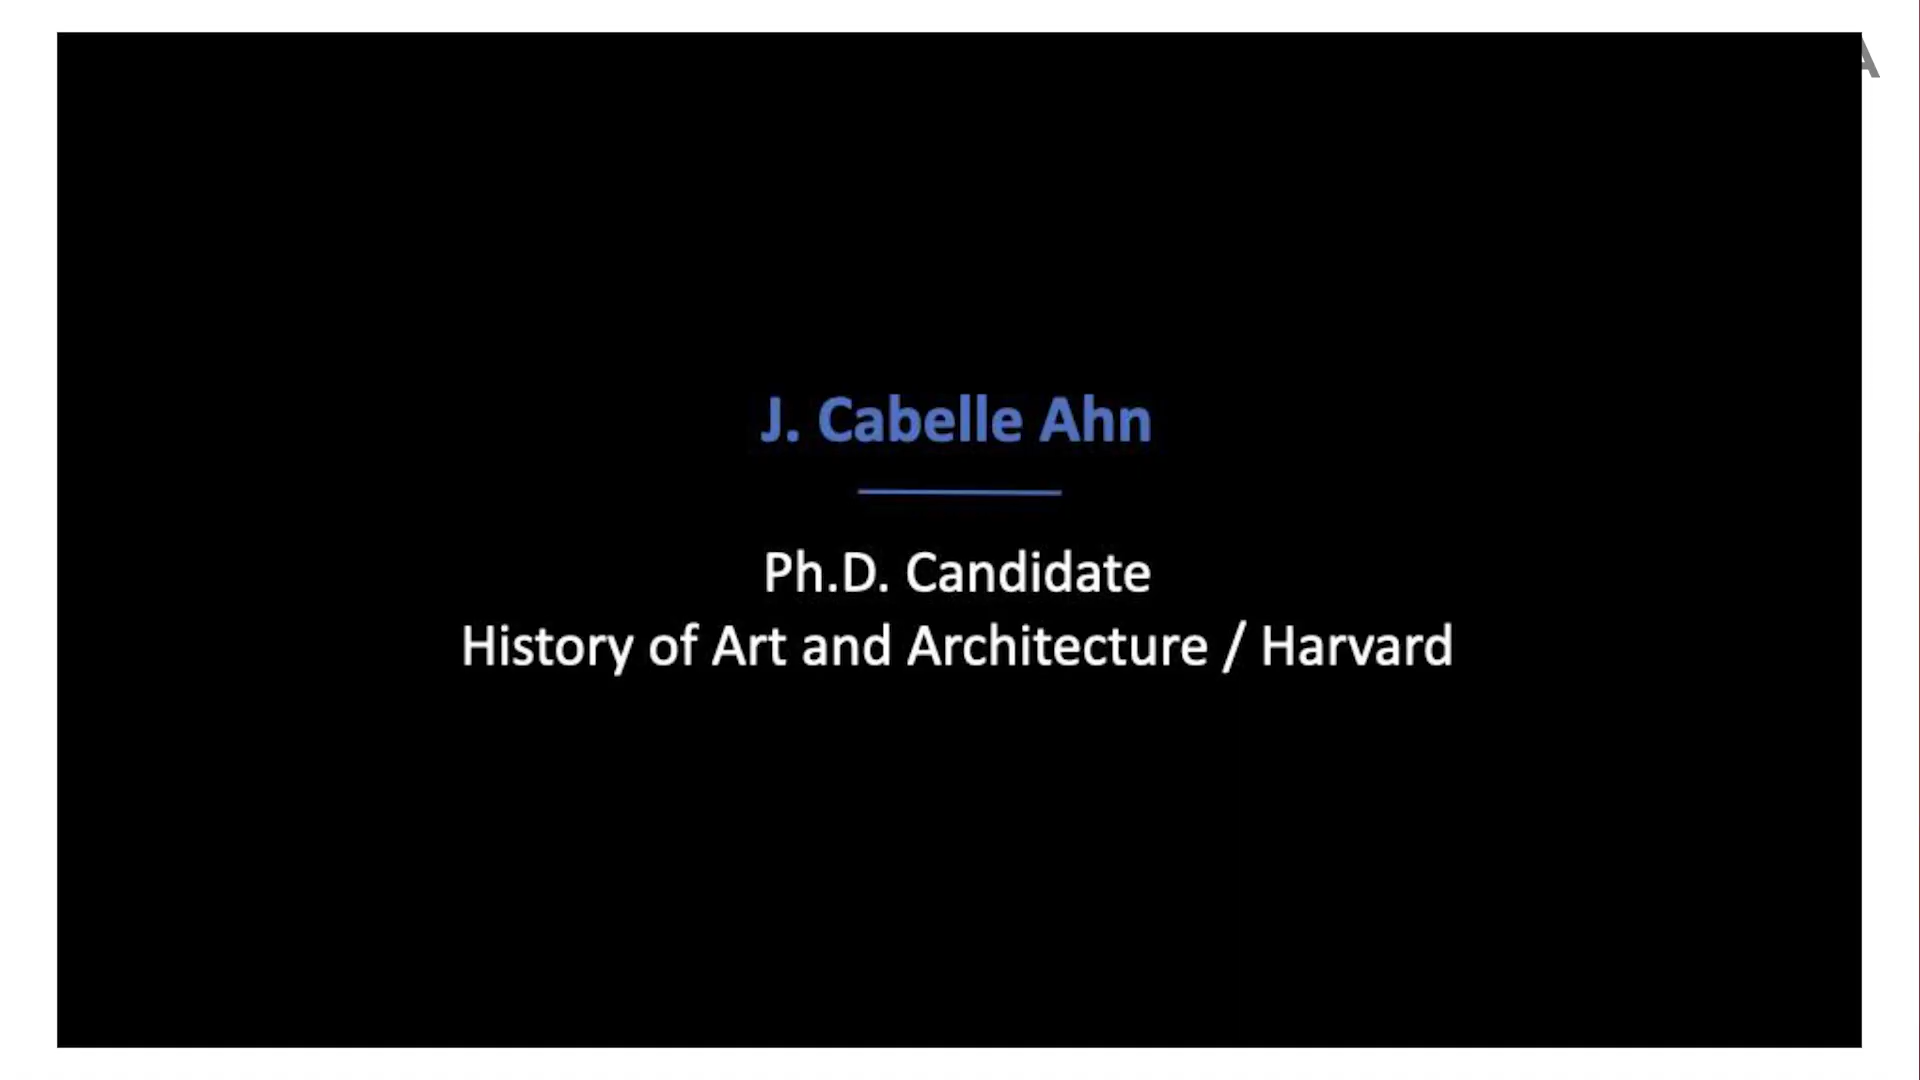 J. Cabelle Ahn
Ph.D. Candidate
History of Art and Architecture / Harvard